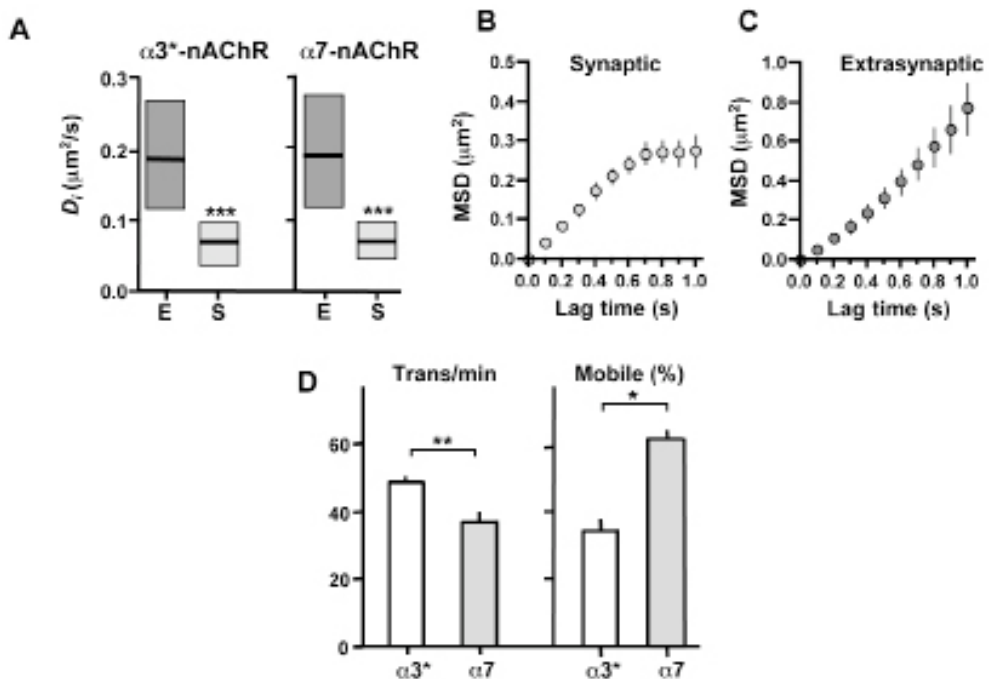 A
α3*-nAChR
α7-nAChR
Di (μm²/s)
0.3
0.2
0.1
0.0
***
***
E
S
E
S
B
Synaptic
MSD (μm²)
0.5
0.4
0.3
0.2
0.1
0.0
0.0 0.2 0.4 0.6 0.8 1.0
Lag time (s)
C
Extrasynaptic
MSD (μm²)
1.0
0.8
0.6
0.4
0.2
0.0
0.0 0.2 0.4 0.6 0.8 1.0
Lag time (s)
D
Trans/min
Mobile (%)
60
40
20
0
**
*
α3*
α7
α3*
α7